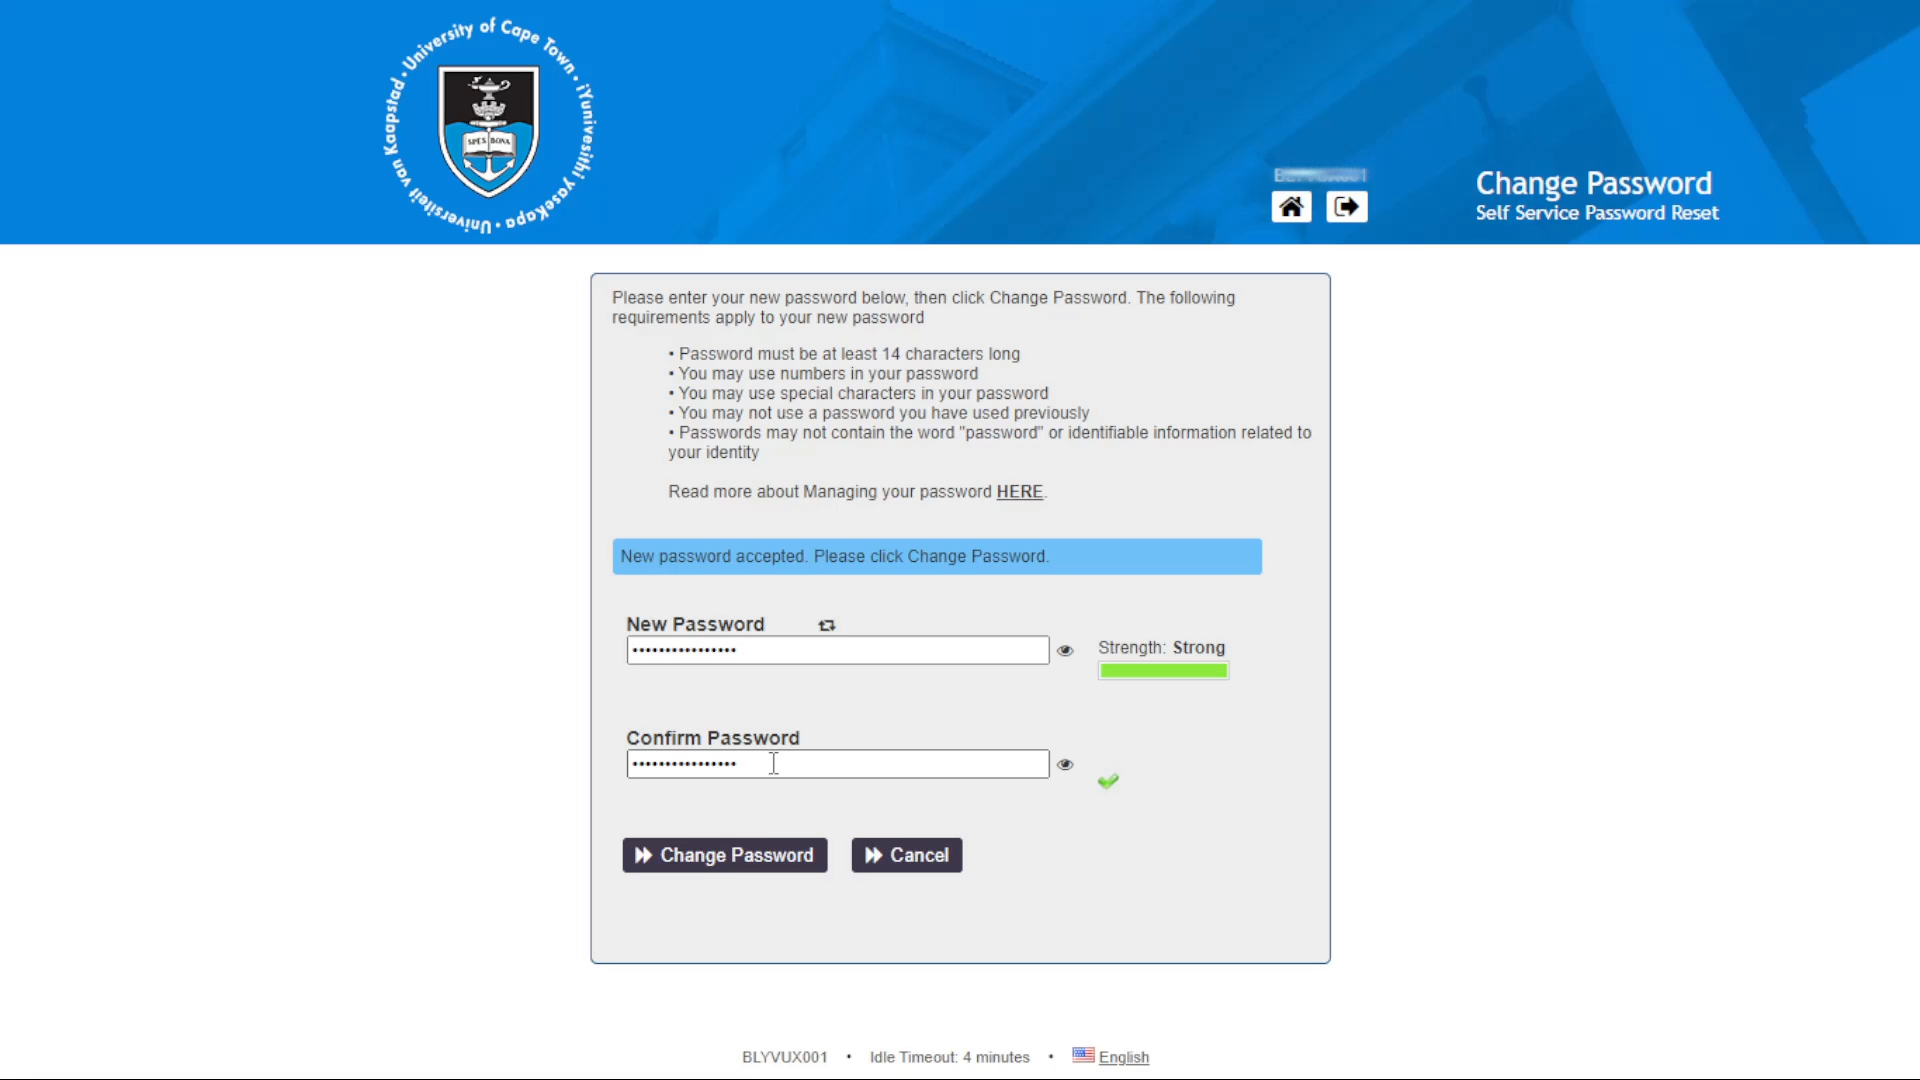 University of Cape Town · iYunivesithi yaseKapa · Universiteit van Kaapstad ·
SPES BONA
Change Password
Self Service Password Reset
Please enter your new password below, then click Change Password. The following
requirements apply to your new password
• Password must be at least 14 characters long
• You may use numbers in your password
• You may use special characters in your password
• You may not use a password you have used previously
• Passwords may not contain the word "password" or identifiable information related to
your identity
Read more about Managing your password HERE.
New password accepted. Please click Change Password.
New Password
••••••••••••••••
Strength: Strong
Confirm Password
••••••••••••••••
Change Password
Cancel
BLYVUX001 • Idle Timeout: 4 minutes • English